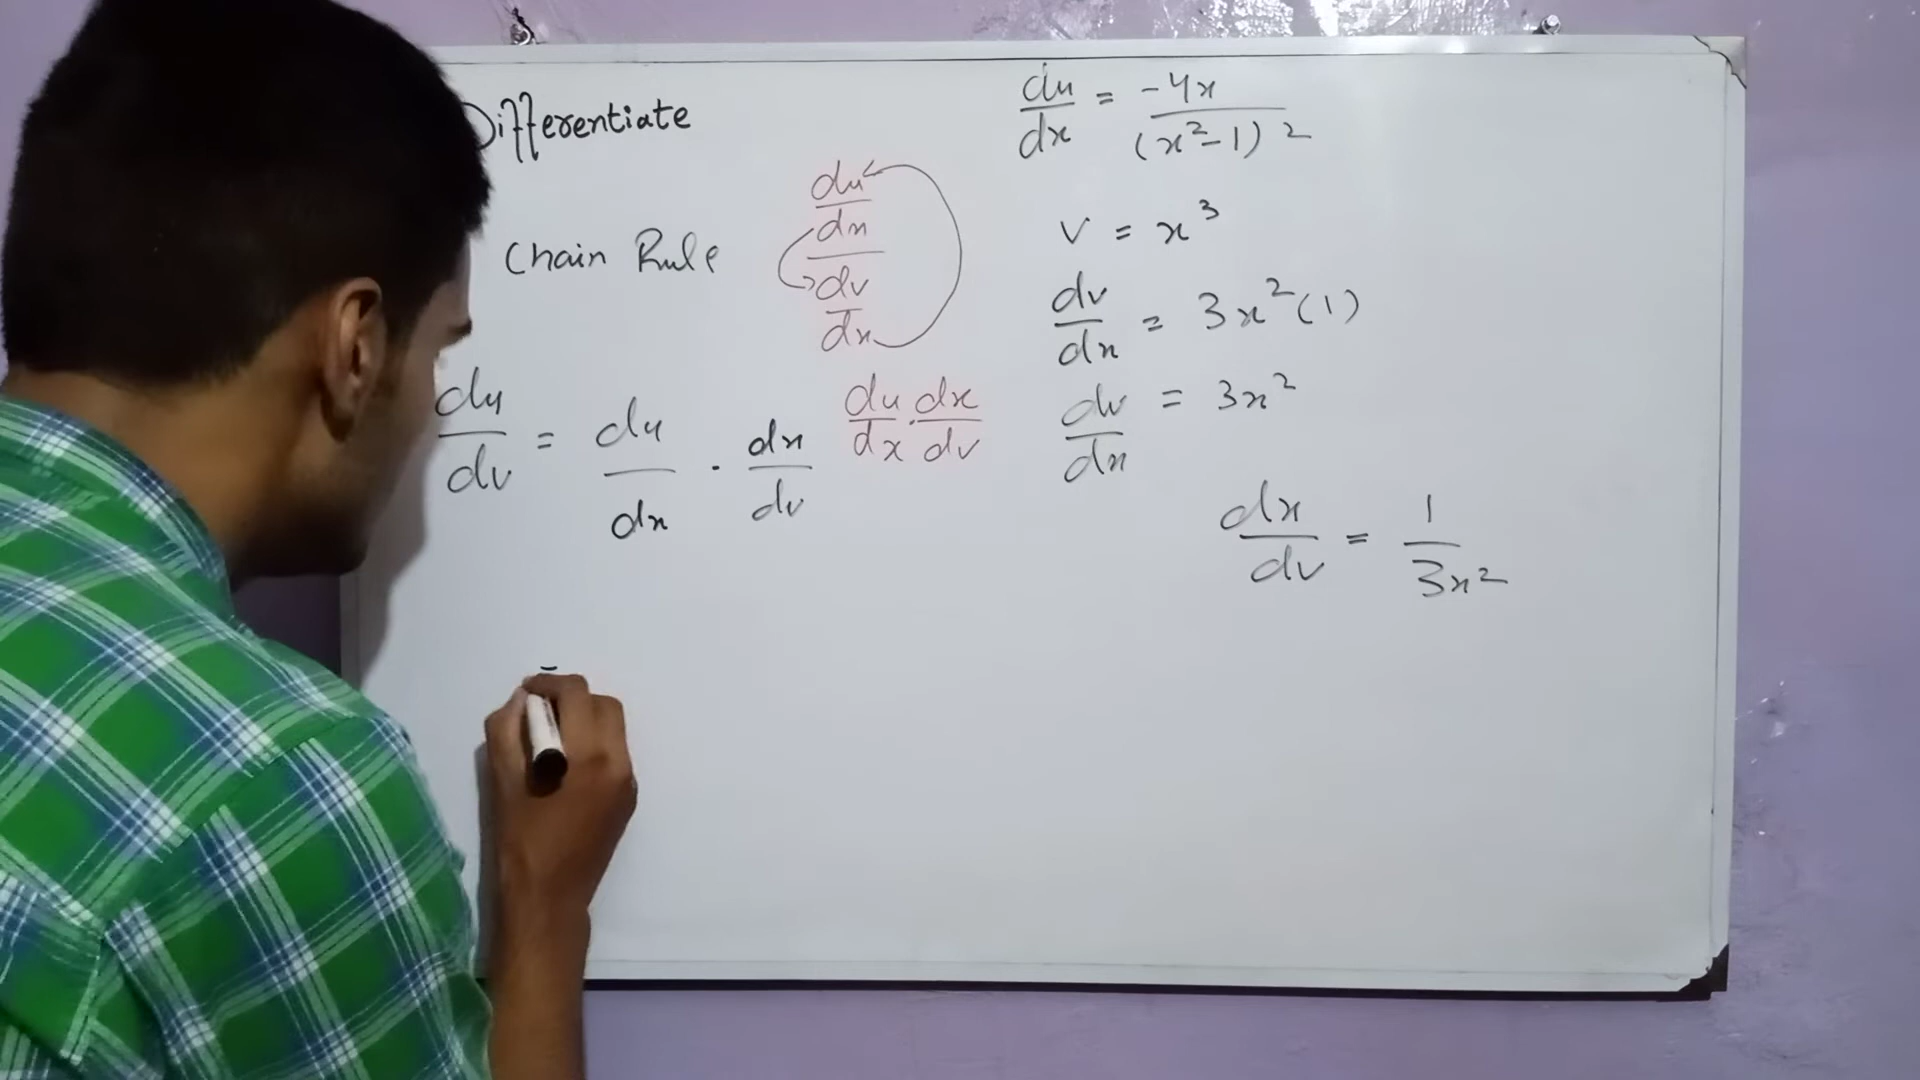 Differentiate
Chain Rule
du/dx / dv/dx
du/dv = du/dx . dx/dv
du/dx . dx/dv
du/dx = -4x/(x²-1)²
v = x³
dv/dx = 3x²(1)
dv/dx = 3x²
dx/dv = 1/3x²
=